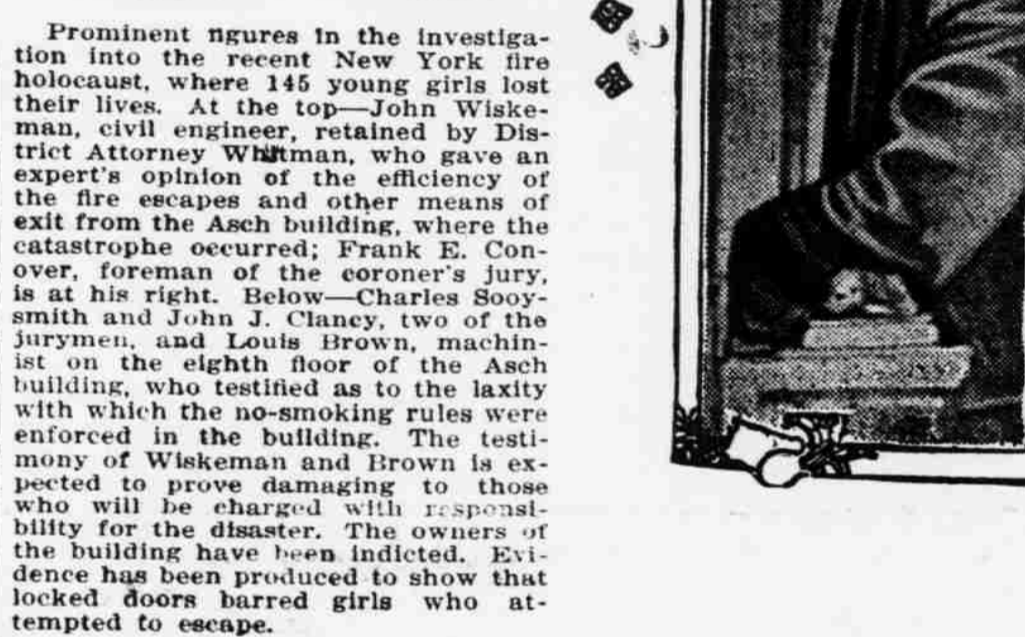 Prominent figures in the investiga-
tion into the recent New York fire
holocaust, where 145 young girls lost
their lives. At the top—John Wiske-
man, civil engineer, retained by Dis-
trict Attorney Whitman, who gave an
expert's opinion of the efficiency of
the fire escapes and other means of
exit from the Asch building, where the
catastrophe occurred; Frank E. Con-
over, foreman of the coroner's jury,
is at his right. Below—Charles Sooy-
smith and John J. Clancy, two of the
jurymen, and Louis Brown, machin-
ist on the eighth floor of the Asch
building, who testified as to the laxity
with which the no-smoking rules were
enforced in the building. The testi-
mony of Wiskeman and Brown is ex-
pected to prove damaging to those
who will be charged with responsi-
bility for the disaster. The owners of
the building have been indicted. Evi-
dence has been produced to show that
locked doors barred girls who at-
tempted to escape.